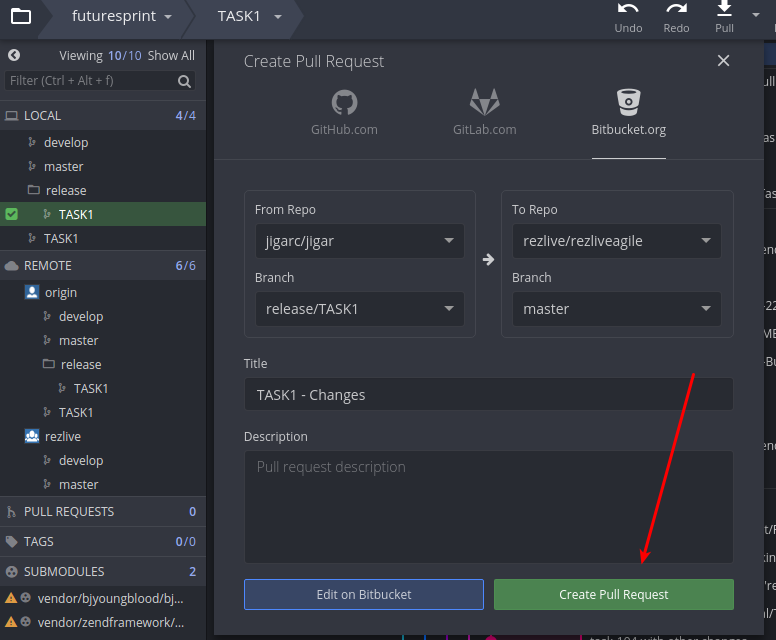 futuresprint
TASK1
Undo
Redo
Pull
Viewing 10/10 Show All
Filter (Ctrl + Alt + f)
LOCAL 4/4
develop
master
release
TASK1
TASK1
REMOTE 6/6
origin
develop
master
release
TASK1
TASK1
rezlive
develop
master
PULL REQUESTS 0
TAGS 0/0
SUBMODULES 2
vendor/bjyoungblood/bj...
vendor/zendframework/...
Create Pull Request
GitHub.com
GitLab.com
Bitbucket.org
From Repo
jigarc/jigar
Branch
release/TASK1
To Repo
rezlive/rezliveagile
Branch
master
Title
TASK1 - Changes
Description
Pull request description
Edit on Bitbucket
Create Pull Request